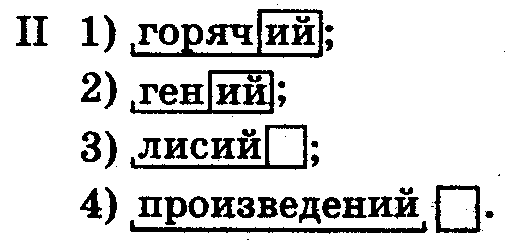 II 1) горячий;
2) гений;
3) лисий;
4) произведений.